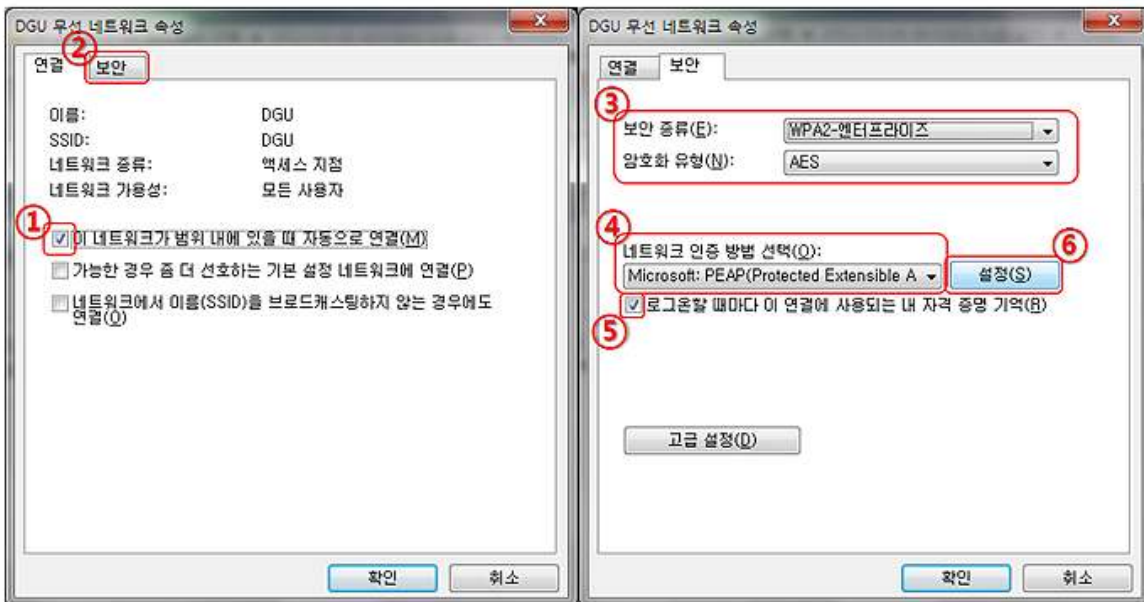 DGU 무선 네트워크 속성
②
연결 보안
이름: DGU
SSID: DGU
네트워크 종류: 액세스 지점
네트워크 가용성: 모든 사용자
①
이 네트워크가 범위 내에 있을 때 자동으로 연결(M)
가능한 경우 좀 더 선호하는 기본 설정 네트워크에 연결(P)
네트워크에서 이름(SSID)을 브로드캐스팅하지 않는 경우에도
연결(O)
확인 취소
DGU 무선 네트워크 속성
연결 보안
③
보안 종류(E): WPA2-엔터프라이즈
암호화 유형(N): AES
④
네트워크 인증 방법 선택(O):
⑥
Microsoft: PEAP(Protected Extensible A 설정(S)
로그온할 때마다 이 연결에 사용되는 내 자격 증명 기억(R)
⑤
고급 설정(D)
확인 취소